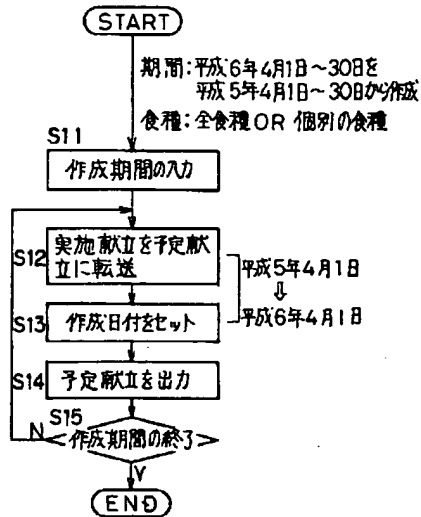 START
期間:平成6年4月1日～30日を
平成5年4月1日～30日から作成
食種:全食種OR 個別の食種
S11
作成期間の入力
S12
実施献立を予定献
立に転送
平成5年4月1日
⇩
平成6年4月1日
S13
作成日付をセット
S14
予定献立を出力
S15
作成期間の終了
N
Y
END